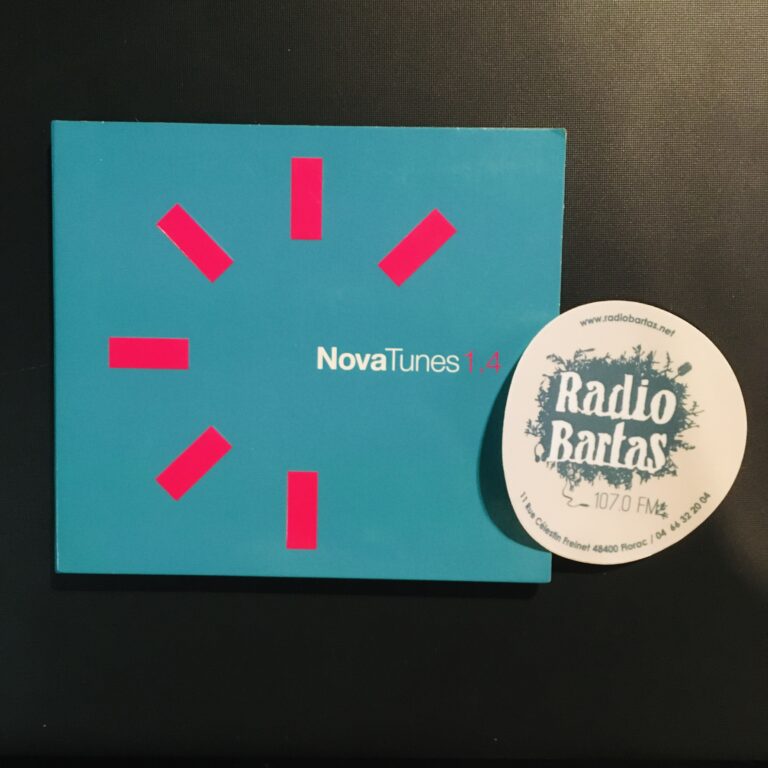 NovaTunes 1.4
www.radiobartas.net
Radio
Bartas
107.0 FM
11 Rue Célestin Freinet 48400 Florac / 04 66 32 20 04